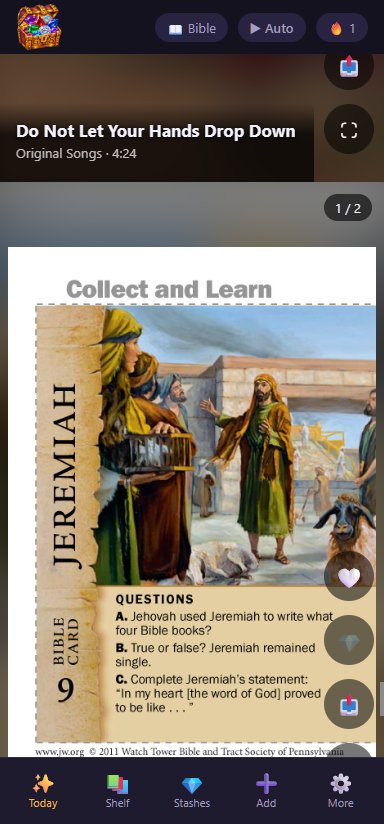 Bible
Auto
1
Do Not Let Your Hands Drop Down
Original Songs · 4:24
1 / 2
Collect and Learn
JEREMIAH
BIBLE
CARD
9
QUESTIONS
A. Jehovah used Jeremiah to write what
four Bible books?
B. True or false? Jeremiah remained
single.
C. Complete Jeremiah’s statement:
“In my heart [the word of God] proved
to be like . . . ”
www.jw.org © 2011 Watch Tower Bible and Tract Society of Pennsylvania
Today
Shelf
Stashes
Add
More